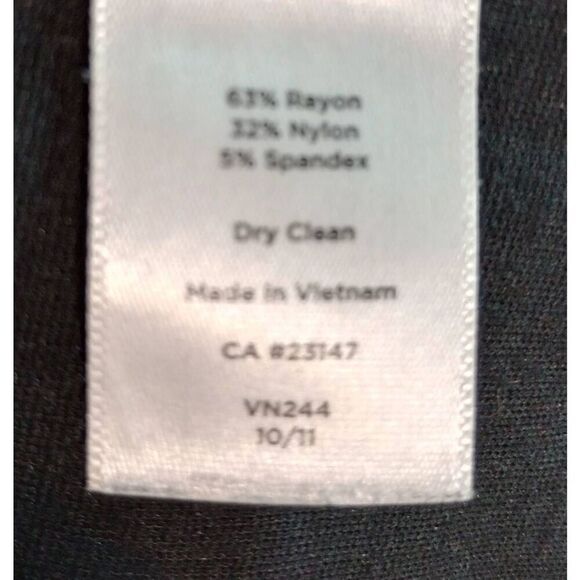 63% Rayon
32% Nylon
5% Spandex
Dry Clean
Made in Vietnam
CA #23147
VN244
10/11